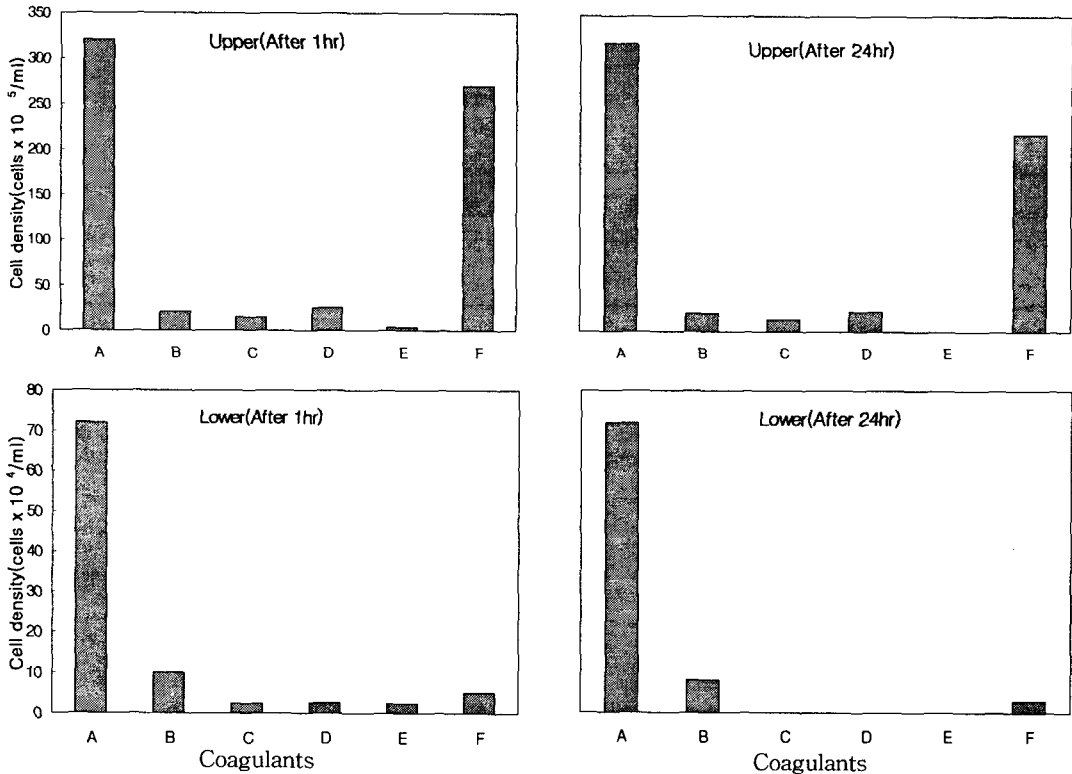 Upper(After 1hr)
Cell density(cells x 10 5/ml)
350
300
250
200
150
100
50
0
A B C D E F
Upper(After 24hr)
A B C D E F
Lower(After 1hr)
Cell density(cells x 10 4/ml)
80
70
60
50
40
30
20
10
0
A B C D E F
Coagulants
Lower(After 24hr)
A B C D E F
Coagulants